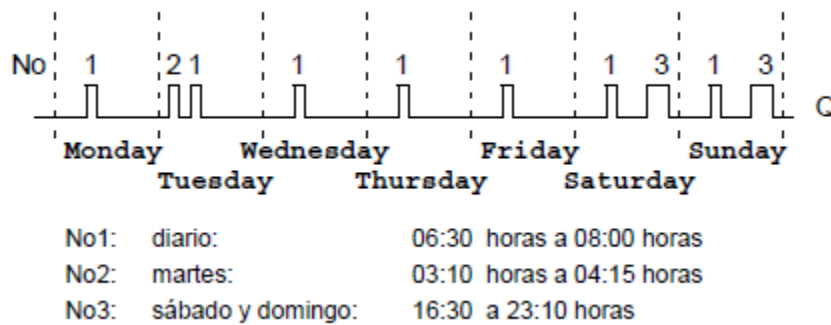 No 1 2 1 1 1 1 1 3 1 3
Q
Monday Wednesday Friday Sunday
Tuesday Thursday Saturday
No1: diario: 06:30 horas a 08:00 horas
No2: martes: 03:10 horas a 04:15 horas
No3: sábado y domingo: 16:30 a 23:10 horas